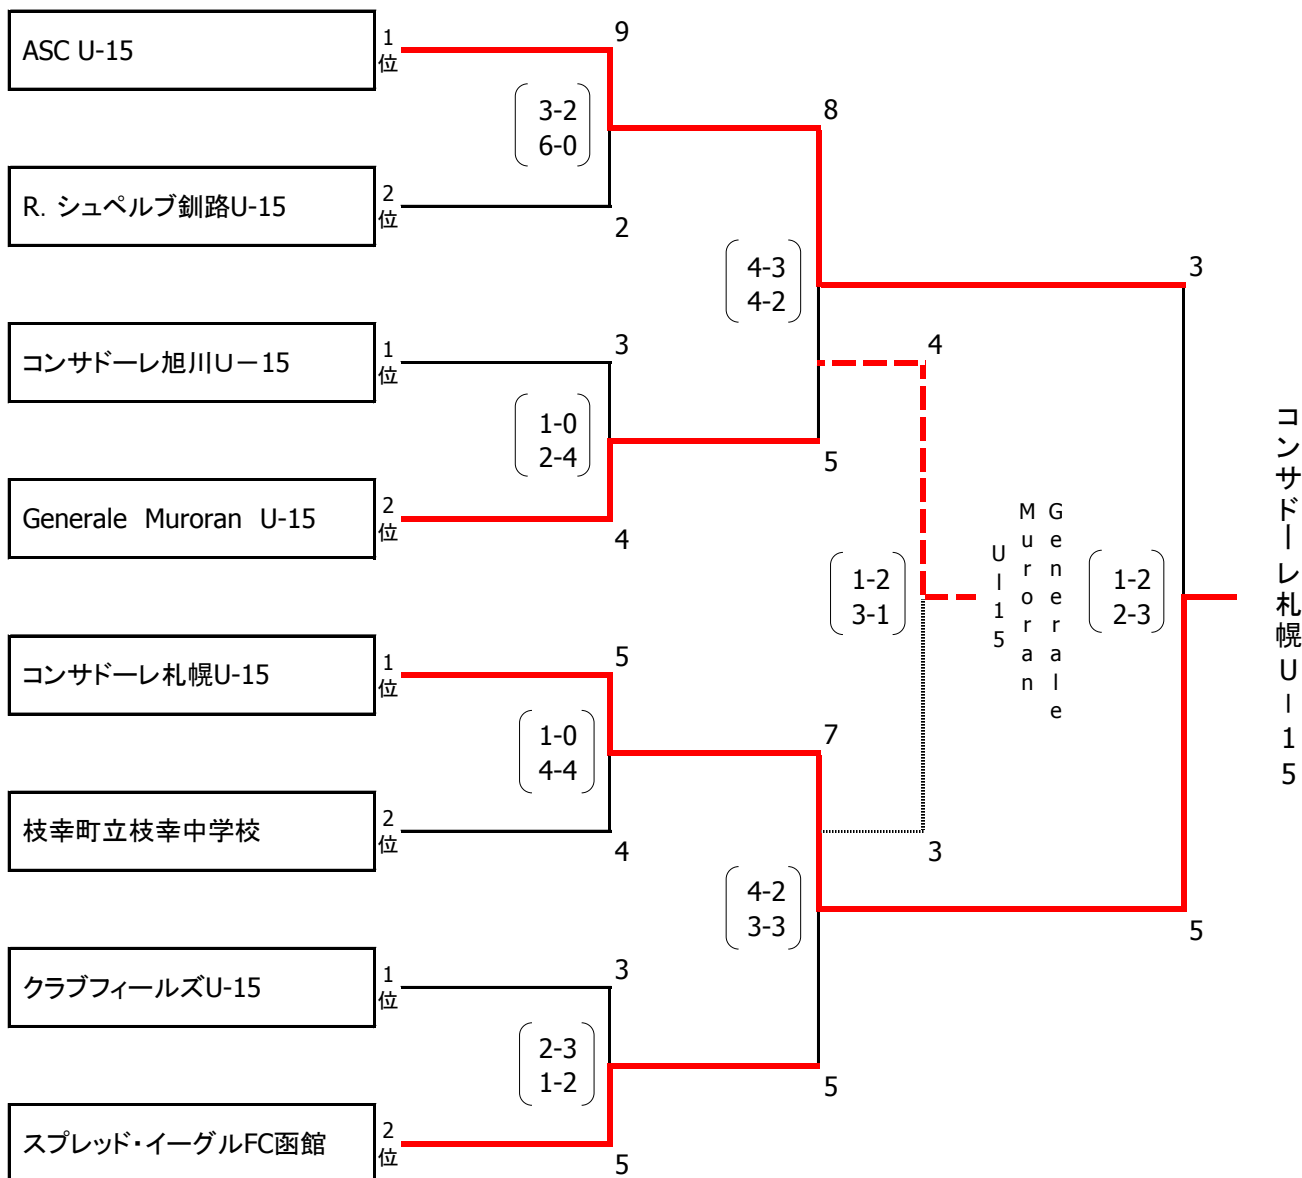 ASC U-15
1位
9
3-2
6-0
8
R. シュペルブ釧路U-15
2位
2
4-3
4-2
3
コンサドーレ旭川U－15
1位
3
4
1-0
2-4
5
Generale Muroran U-15
2位
4
Generale
Muroran
U-15
1-2
3-1
1-2
2-3
コンサドーレ札幌U-15
コンサドーレ札幌U-15
1位
5
1-0
4-4
7
枝幸町立枝幸中学校
2位
4
3
4-2
3-3
5
クラブフィールズU-15
1位
3
2-3
1-2
5
スプレッド・イーグルFC函館
2位
5